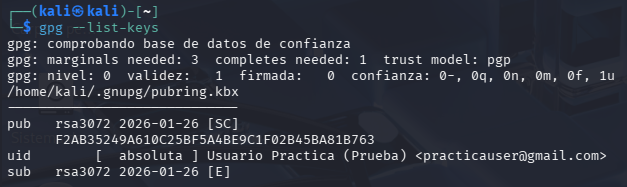 ┌──(kali㉿kali)-[~]
└─$ gpg --list-keys
gpg: comprobando base de datos de confianza
gpg: marginals needed: 3  completes needed: 1  trust model: pgp
gpg: nivel: 0  validez:   1  firmada:   0  confianza: 0-, 0q, 0n, 0m, 0f, 1u
/home/kali/.gnupg/pubring.kbx
-----------------------------
pub   rsa3072 2026-01-26 [SC]
      F2AB35249A610C25BF5A4BE9C1F02B45BA81B763
uid        [  absoluta ] Usuario Practica (Prueba) <practicauser@gmail.com>
sub   rsa3072 2026-01-26 [E]